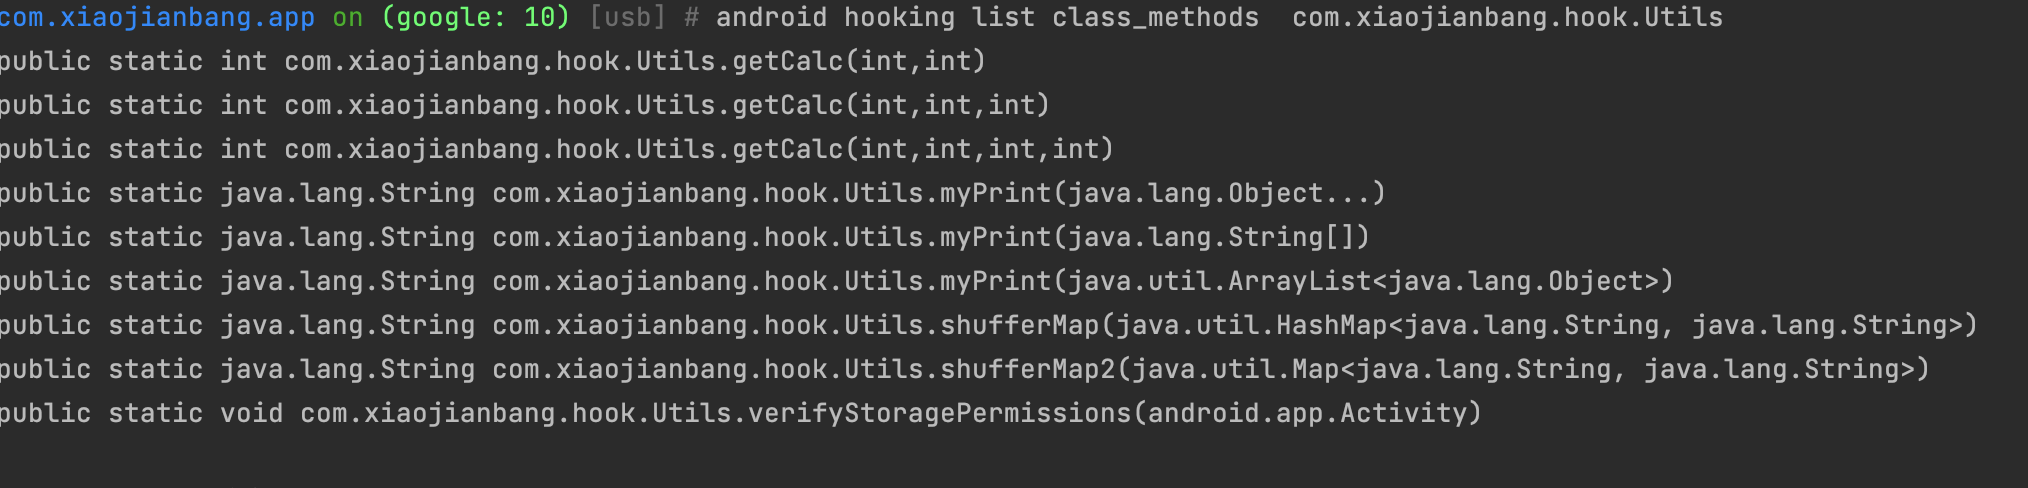 com.xiaojianbang.app on (google: 10) [usb] # android hooking list class_methods  com.xiaojianbang.hook.Utils
public static int com.xiaojianbang.hook.Utils.getCalc(int,int)
public static int com.xiaojianbang.hook.Utils.getCalc(int,int,int)
public static int com.xiaojianbang.hook.Utils.getCalc(int,int,int,int)
public static java.lang.String com.xiaojianbang.hook.Utils.myPrint(java.lang.Object...)
public static java.lang.String com.xiaojianbang.hook.Utils.myPrint(java.lang.String[])
public static java.lang.String com.xiaojianbang.hook.Utils.myPrint(java.util.ArrayList<java.lang.Object>)
public static java.lang.String com.xiaojianbang.hook.Utils.shufferMap(java.util.HashMap<java.lang.String, java.lang.String>)
public static java.lang.String com.xiaojianbang.hook.Utils.shufferMap2(java.util.Map<java.lang.String, java.lang.String>)
public static void com.xiaojianbang.hook.Utils.verifyStoragePermissions(android.app.Activity)